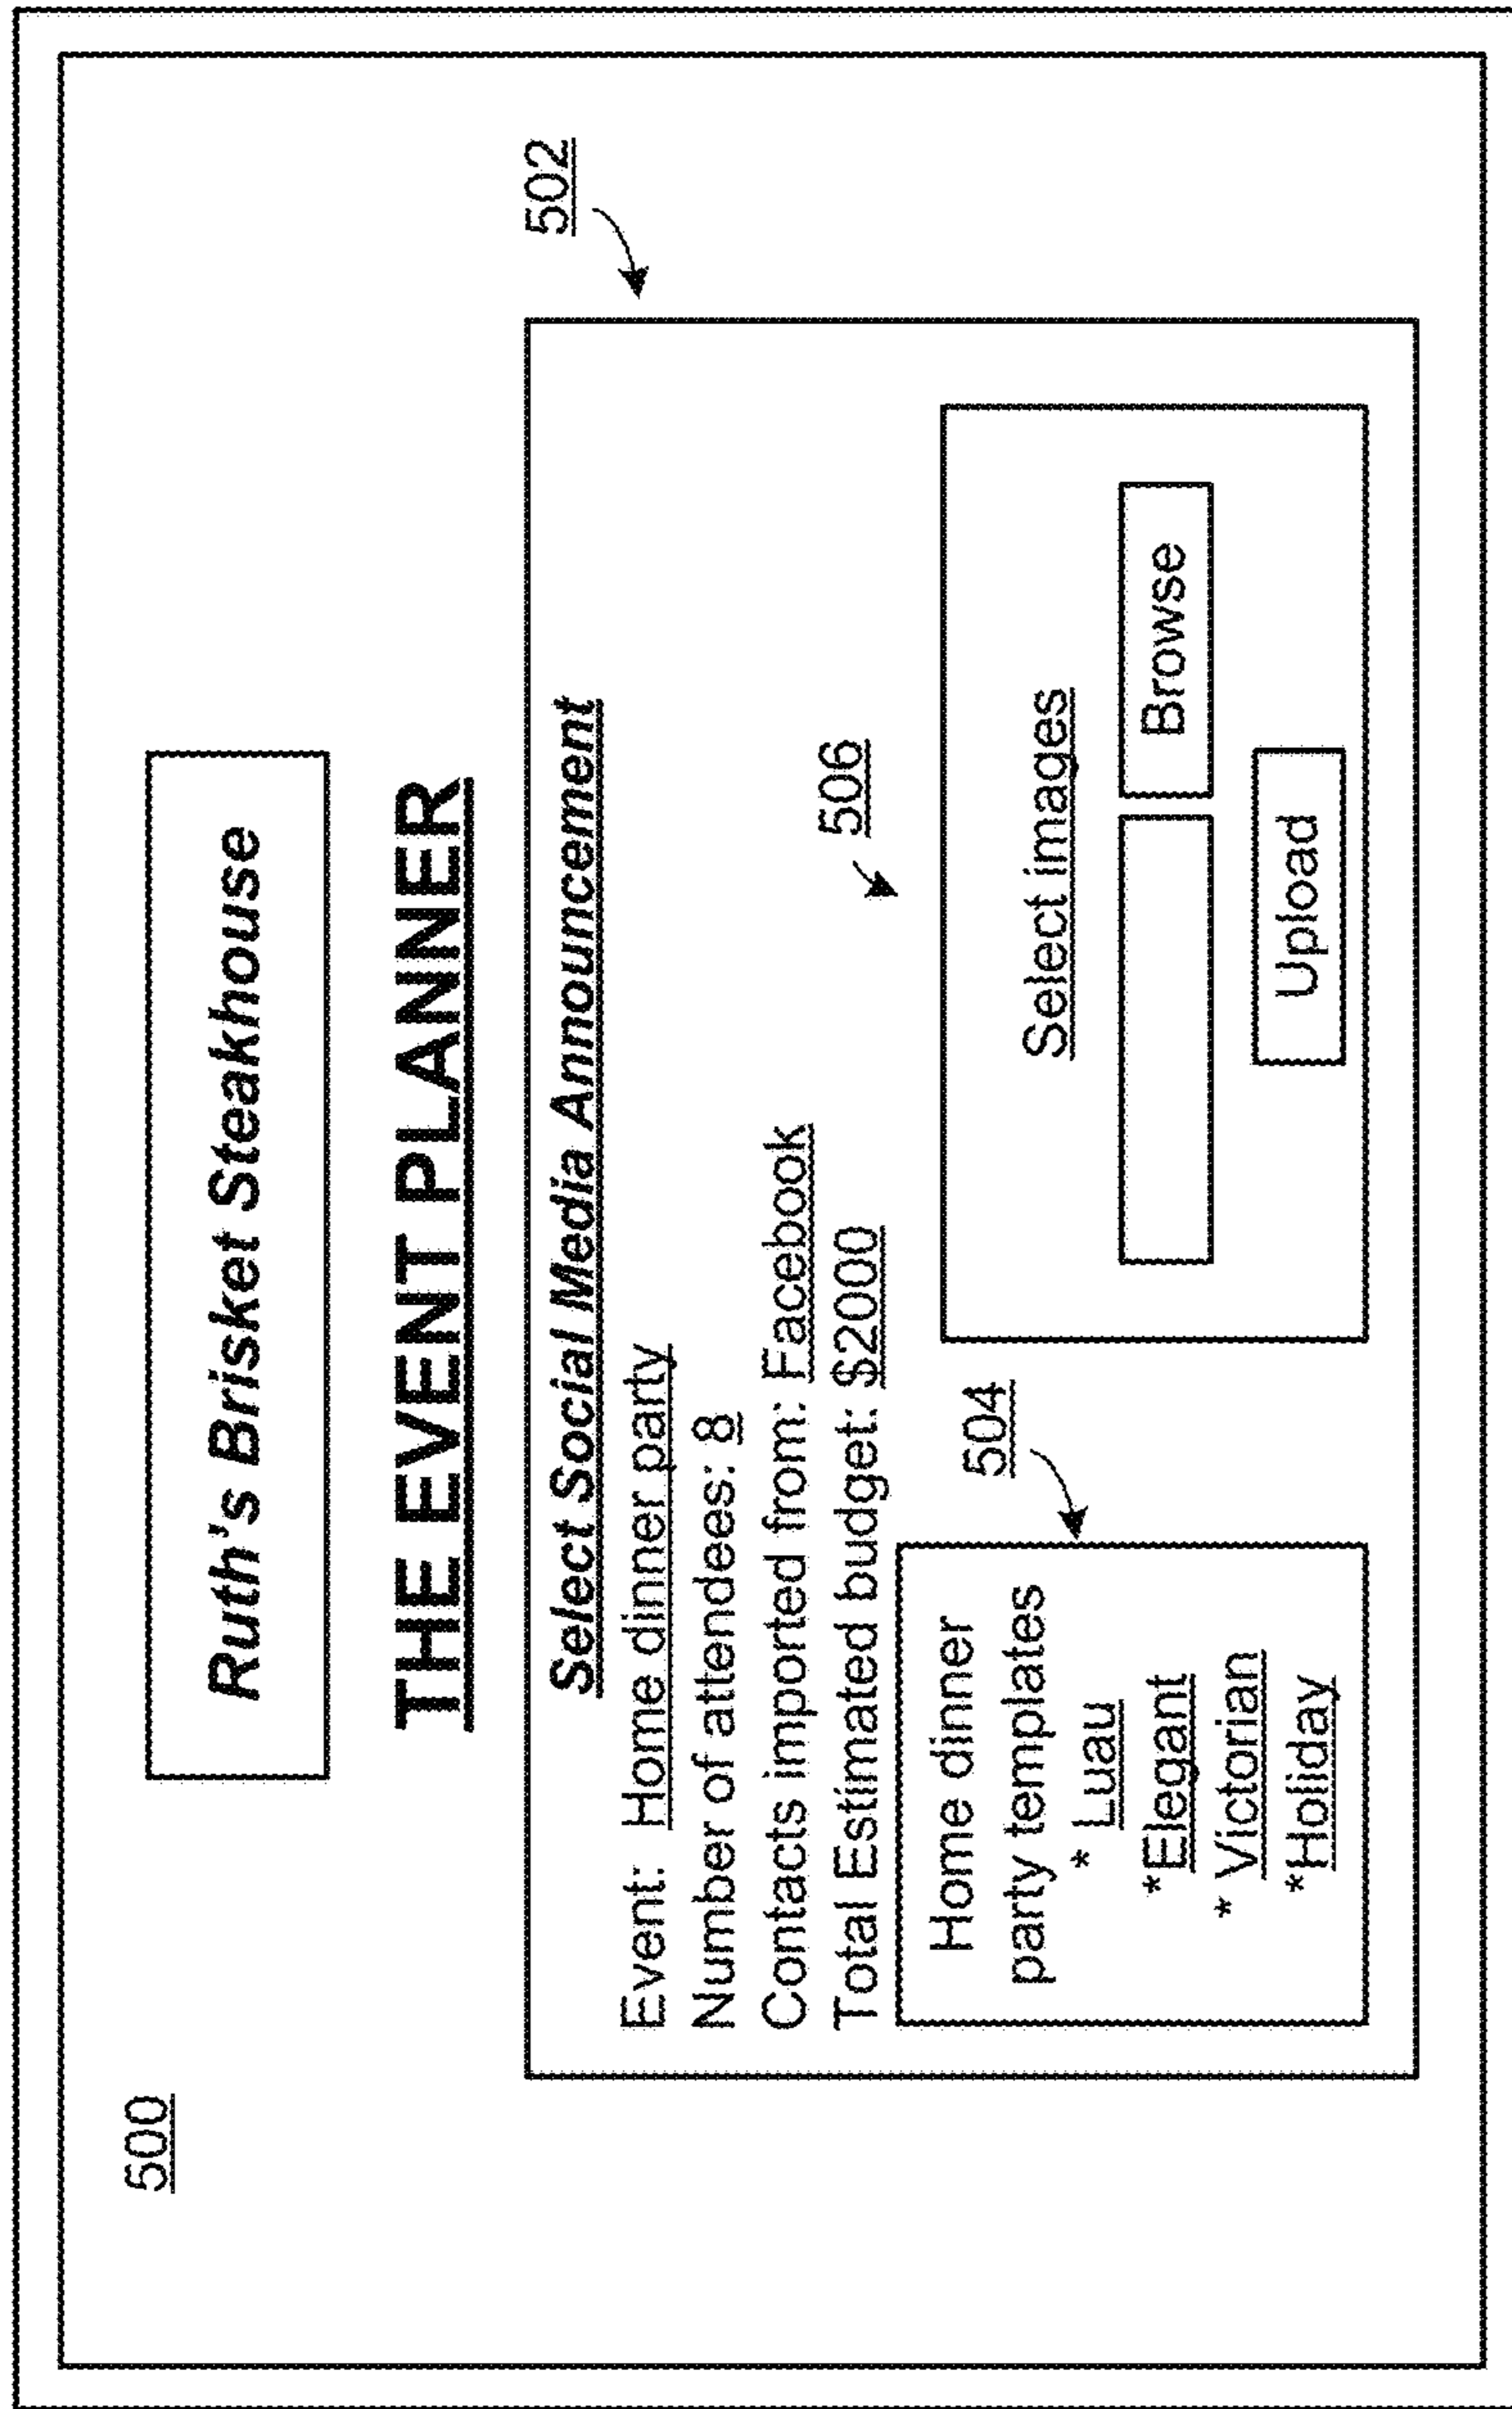 500
Ruth's Brisket Steakhouse
THE EVENT PLANNER
502
Select Social Media Announcement
Event: Home dinner party
Number of attendees: 8
Contacts imported from: Facebook
Total Estimated budget: $2000
506
504
Home dinner
party templates
* Luau
*Elegant
* Victorian
*Holiday
Select images
Browse
Upload